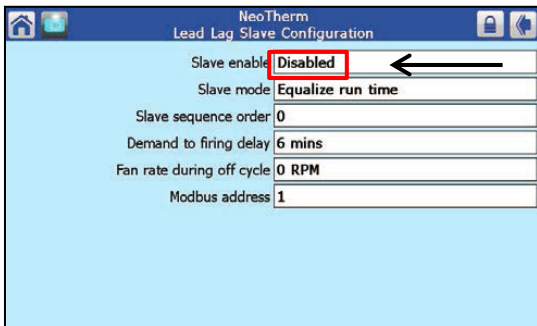 NeoTherm
Lead Lag Slave Configuration
Slave enable Disabled
Slave mode Equalize run time
Slave sequence order 0
Demand to firing delay 6 mins
Fan rate during off cycle 0 RPM
Modbus address 1